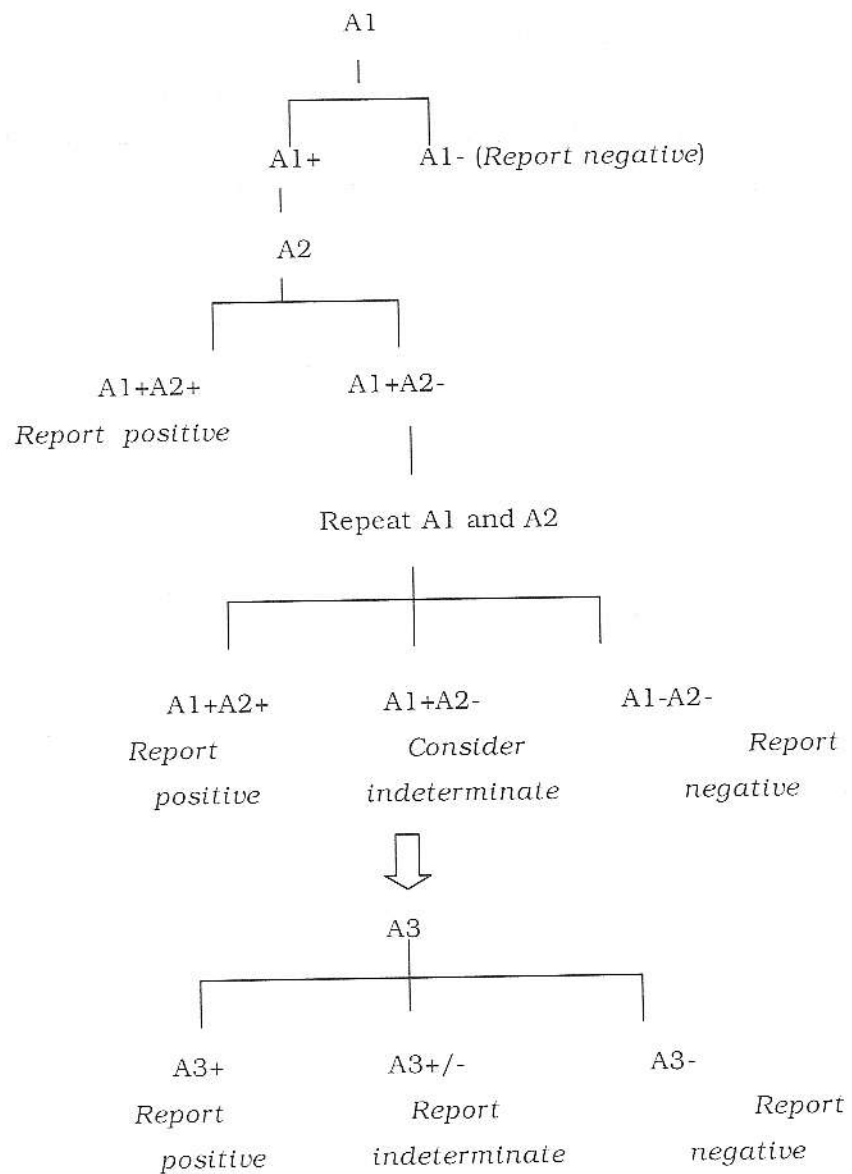 A1
A1+ A1- (Report negative)
A2
A1+A2+ A1+A2-
Report positive
Repeat A1 and A2
A1+A2+ A1+A2- A1-A2-
Report Consider Report
positive indeterminate negative
A3
A3+ A3+/- A3-
Report Report Report
positive indeterminate negative